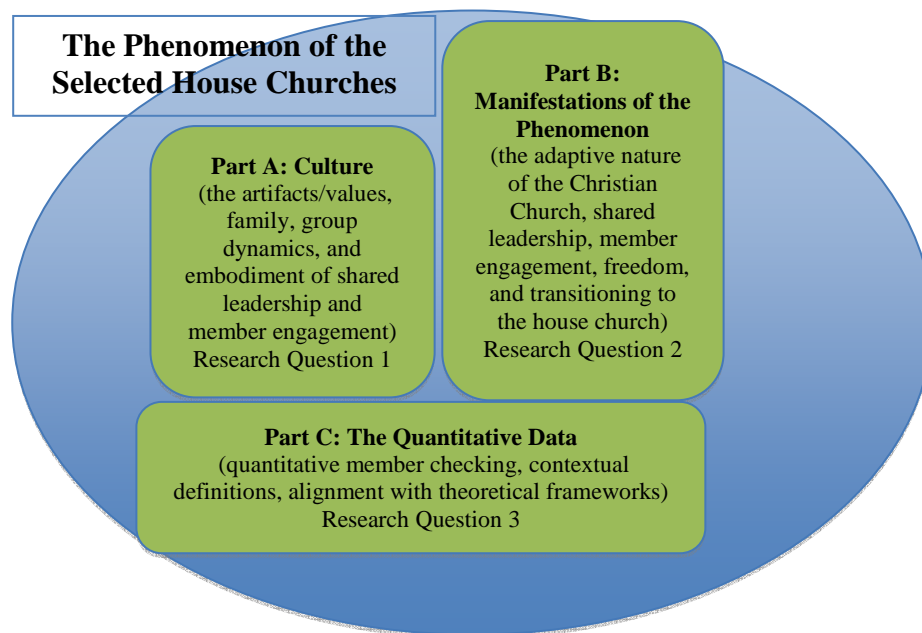 The Phenomenon of the
Selected House Churches
Part A: Culture
(the artifacts/values,
family, group
dynamics, and
embodiment of shared
leadership and
member engagement)
Research Question 1
Part B:
Manifestations of the
Phenomenon
(the adaptive nature
of the Christian
Church, shared
leadership, member
engagement, freedom,
and transitioning to
the house church)
Research Question 2
Part C: The Quantitative Data
(quantitative member checking, contextual
definitions, alignment with theoretical frameworks)
Research Question 3